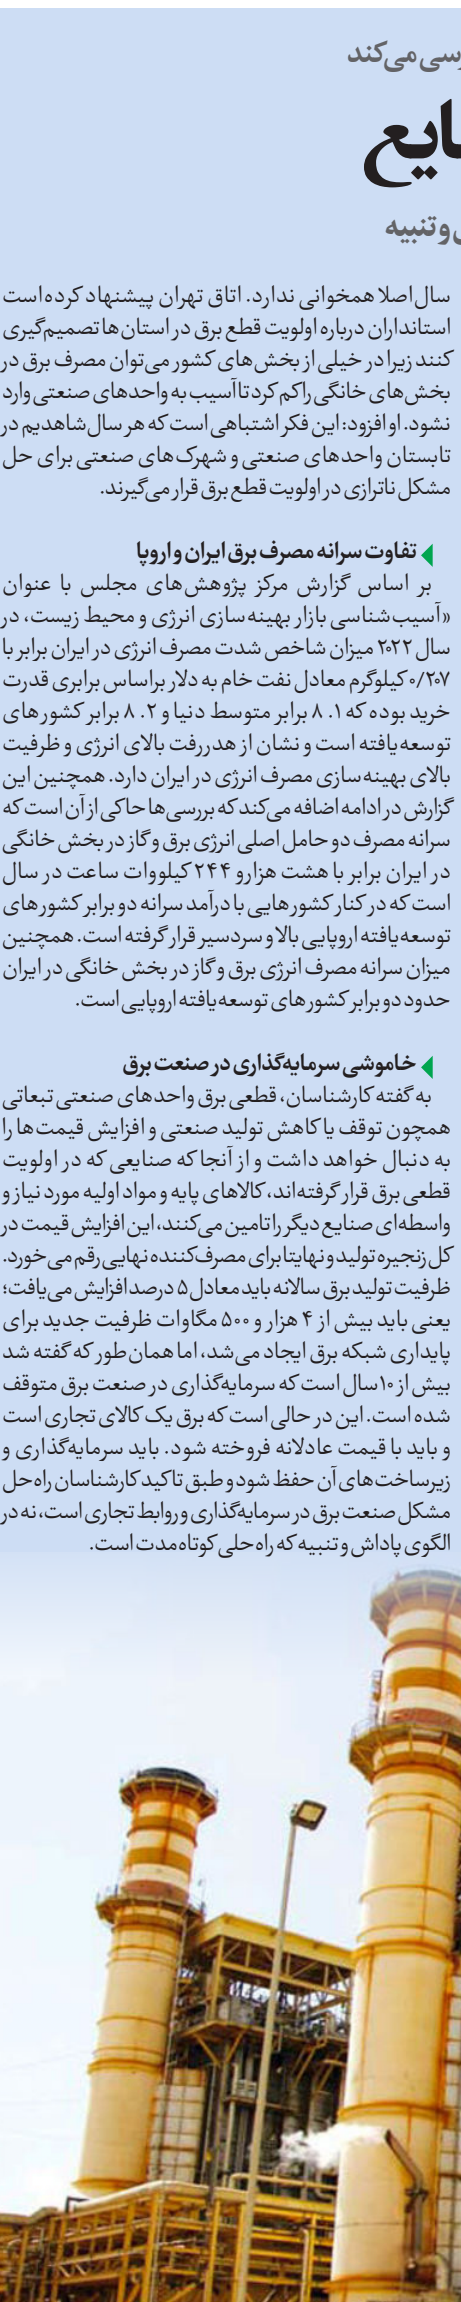 می‌کند
و تنبیه
سال اصلا همخوانی ندارد. اتاق تهران پیشنهاد کرده است
استانداران درباره اولویت قطع برق در استان‌ها تصمیم‌گیری
کنند زیرا در خیلی از بخش‌های کشور می‌توان مصرف برق در
بخش‌های خانگی را کم کرد تا آسیب به واحدهای صنعتی وارد
نشود. او افزود: این فکر اشتباهی است که هر سال شاهدیم در
تابستان واحدهای صنعتی و شهرک‌های صنعتی برای حل
مشکل ناترازی در اولویت قطع برق قرار می‌گیرند.
تفاوت سرانه مصرف برق ایران و اروپا
بر اساس گزارش مرکز پژوهش‌های مجلس با عنوان
«آسیب‌شناسی بازار بهینه‌سازی انرژی و محیط زیست، در
سال ۲۰۲۲ میزان شاخص شدت مصرف انرژی در ایران برابر با
۰/۲۰۷ کیلوگرم معادل نفت خام به دلار براساس برابری قدرت
خرید بوده که ۱. ۸ برابر متوسط دنیا و ۲. ۸ برابر کشورهای
توسعه‌یافته است و نشان از هدررفت بالای انرژی و ظرفیت
بالای بهینه‌سازی مصرف انرژی در ایران دارد. همچنین این
گزارش در ادامه اضافه می‌کند که بررسی‌ها حاکی از آن است که
سرانه مصرف دو حامل اصلی انرژی برق و گاز در بخش خانگی
در ایران برابر با هشت هزار و ۲۴۴ کیلووات ساعت در سال
است که در کنار کشورهایی با درآمد سرانه دو برابر کشورهای
توسعه‌یافته اروپایی بالا و سردسیر قرار گرفته است. همچنین
میزان سرانه مصرف انرژی برق و گاز در بخش خانگی در ایران
حدود دو برابر کشورهای توسعه‌یافته اروپایی است.
خاموشی سرمایه‌گذاری در صنعت برق
به گفته کارشناسان، قطعی برق واحدهای صنعتی تبعاتی
همچون توقف یا کاهش تولید صنعتی و افزایش قیمت‌ها را
به دنبال خواهد داشت و از آنجا که صنایعی که در اولویت
قطعی برق قرار گرفته‌اند، کالاهای پایه و مواد اولیه مورد نیاز و
واسطه‌ای صنایع دیگر را تامین می‌کنند، این افزایش قیمت در
کل زنجیره تولید و نهایتا برای مصرف‌کننده نهایی رقم می‌خورد.
ظرفیت تولید برق سالانه باید معادل ۵ درصد افزایش می‌یافت؛
یعنی باید بیش از ۴ هزار و ۵۰۰ مگاوات ظرفیت جدید برای
پایداری شبکه برق ایجاد می‌شد، اما همان طور که گفته شد
بیش از ۱۰ سال است که سرمایه‌گذاری در صنعت برق متوقف
شده است. این در حالی است که برق یک کالای تجاری است
و باید با قیمت عادلانه فروخته شود. باید سرمایه‌گذاری و
زیرساخت‌های آن حفظ شود و طبق تاکید کارشناسان راه‌حل
مشکل صنعت برق در سرمایه‌گذاری و روابط تجاری است، نه در
الگوی پاداش و تنبیه که راه‌حلی کوتاه‌مدت است.